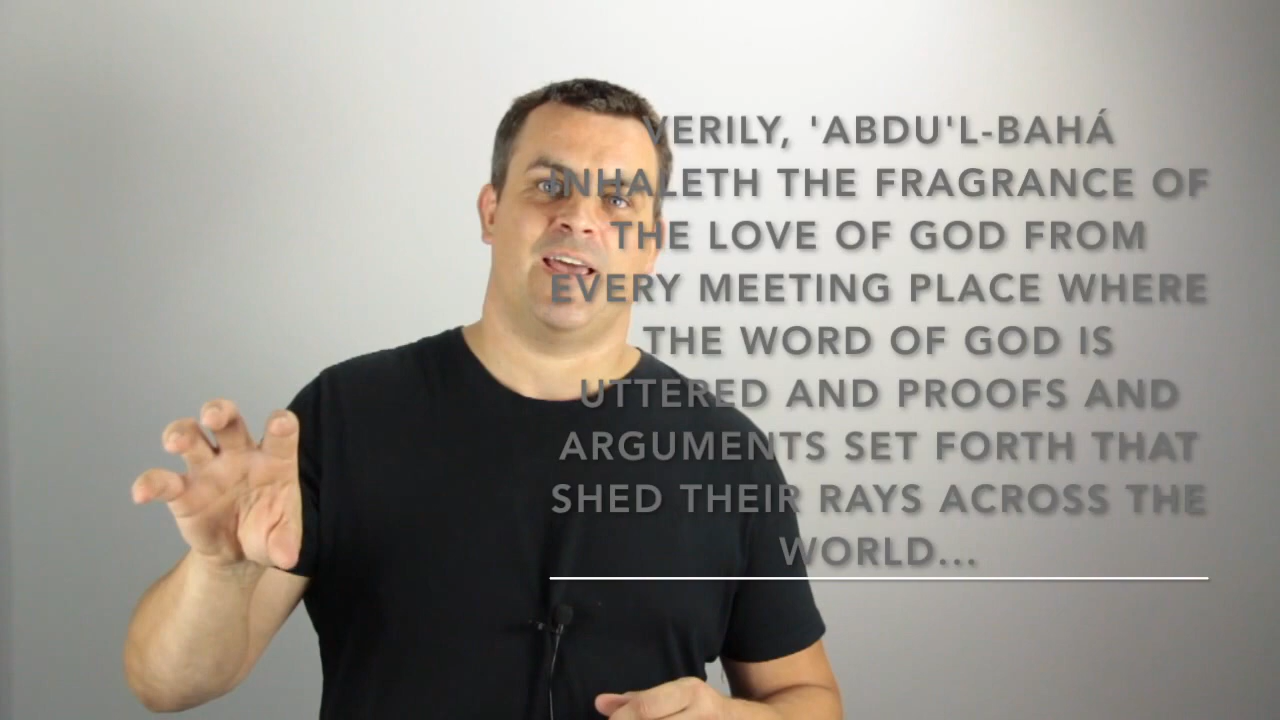 VERILY, 'ABDU'L-BAHÁ
INHALETH THE FRAGRANCE OF
THE LOVE OF GOD FROM
EVERY MEETING PLACE WHERE
THE WORD OF GOD IS
UTTERED AND PROOFS AND
ARGUMENTS SET FORTH THAT
SHED THEIR RAYS ACROSS THE
WORLD...